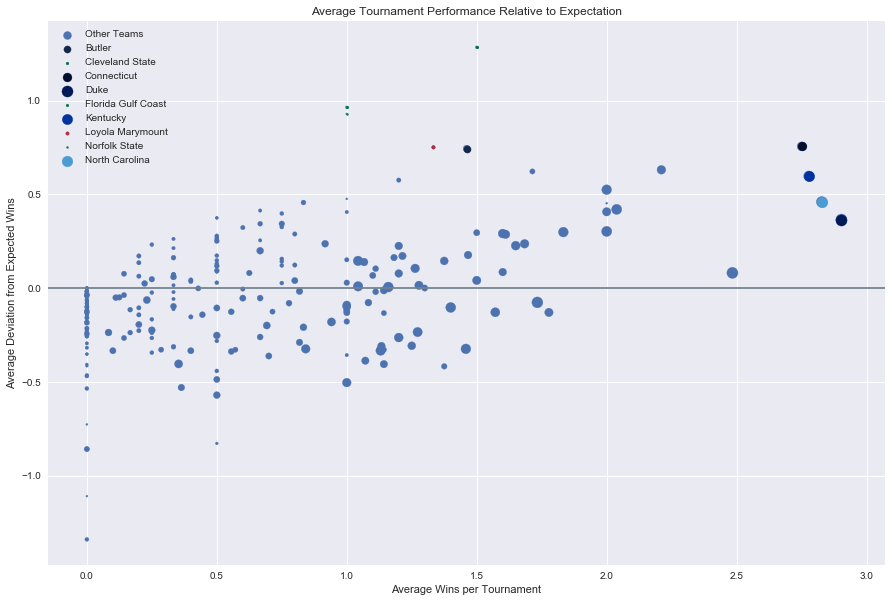 Average Tournament Performance Relative to Expectation
Other Teams
Butler
Cleveland State
Connecticut
Duke
Florida Gulf Coast
Kentucky
Loyola Marymount
Norfolk State
North Carolina
1.0
0.5
0.0
−0.5
−1.0
Average Deviation from Expected Wins
0.0 0.5 1.0 1.5 2.0 2.5 3.0
Average Wins per Tournament